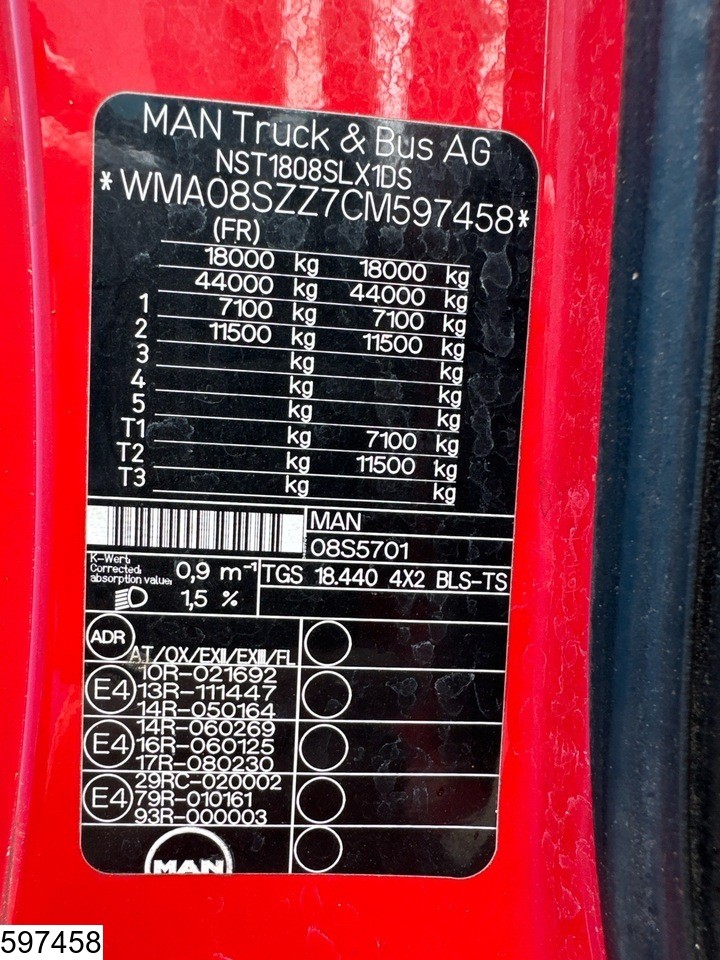 MAN Truck & Bus AG
NST1808SLX1DS
*WMA08SZZ7CM597458*
(FR)
18000 kg 18000 kg
44000 kg 44000 kg
1 7100 kg 7100 kg
2 11500 kg 11500 kg
3 kg kg
4 kg kg
5 kg kg
T1 kg 7100 kg
T2 kg 11500 kg
T3 kg kg
MAN
08S5701
K-Wert:
Corrected
absorption value:
0,9 m⁻¹
1,5 %
TGS 18.440 4X2 BLS-TS
ADR
AT/OX/EXII/EXIII/FL
E4
10R-021692
13R-111447
14R-050164
E4
14R-060269
16R-060125
17R-080230
E4
29RC-020002
79R-010161
93R-000003
MAN
597458